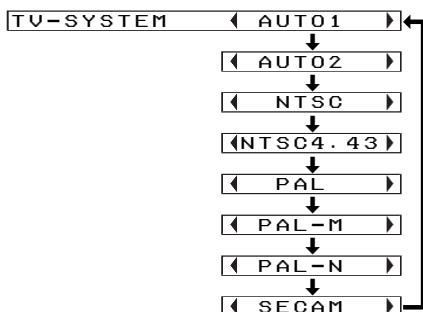 TV-SYSTEM AUTO1
AUTO2
NTSC
NTSC4.43
PAL
PAL-M
PAL-N
SECAM